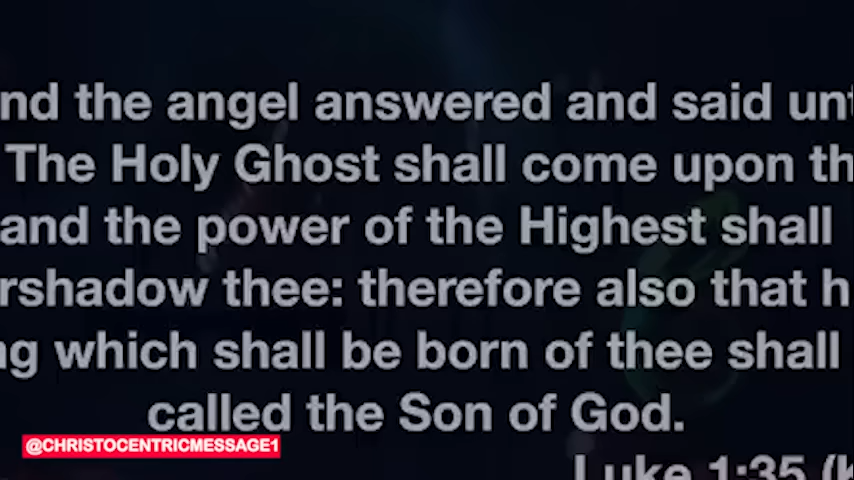 nd the angel answered and said unt
The Holy Ghost shall come upon th
and the power of the Highest shall
rshadow thee: therefore also that h
ng which shall be born of thee shall
called the Son of God.
@CHRISTOCENTRICMESSAGE1
Luke 1:35 (k